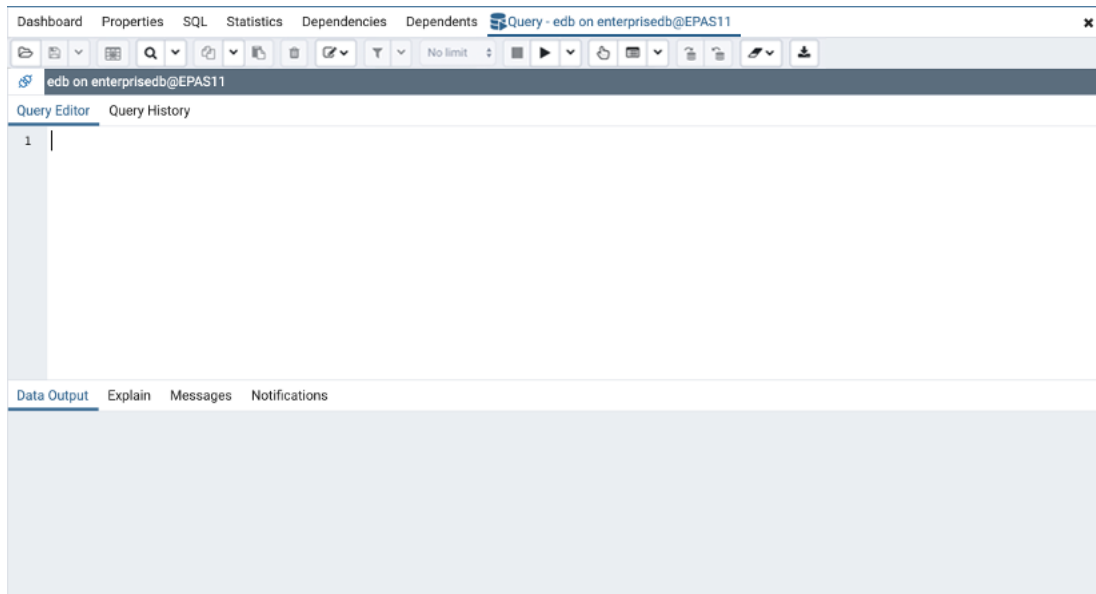 Dashboard Properties SQL Statistics Dependencies Dependents Query - edb on enterprisedb@EPAS11
No limit
edb on enterprisedb@EPAS11
Query Editor Query History
1
Data Output Explain Messages Notifications